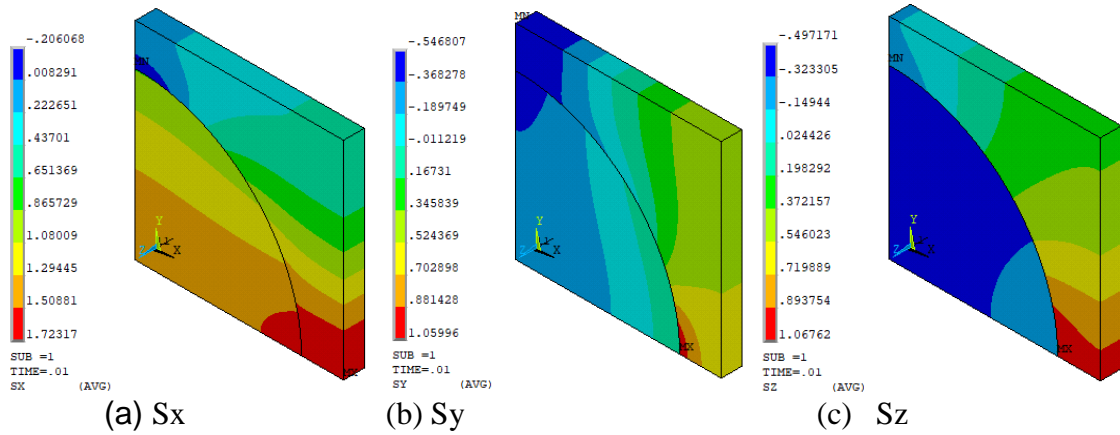 -.206068
.008291
.222651
.43701
.651369
.865729
1.08009
1.29445
1.50881
1.72317
SUB =1
TIME=.01
SX (AVG)
MN
Y
Z X
MX
(a) Sx
-.546807
-.368278
-.189749
-.011219
.16731
.345839
.524369
.702898
.881428
1.05996
SUB =1
TIME=.01
SY (AVG)
MN
Y
Z X
MX
(b) Sy
-.497171
-.323305
-.14944
.024426
.198292
.372157
.546023
.719889
.893754
1.06762
SUB =1
TIME=.01
SZ (AVG)
MN
Y
Z X
MX
(c) Sz